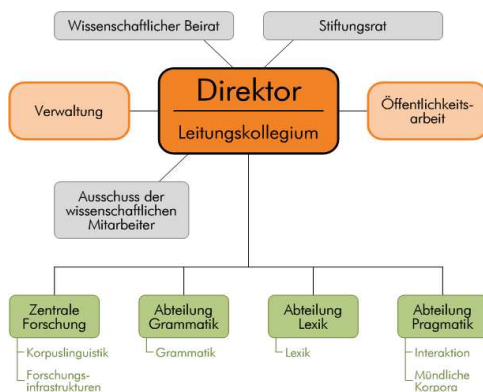 Wissenschaftlicher Beirat
Stiftungsrat
Direktor
Leitungskollegium
Verwaltung
Öffentlichkeits-
arbeit
Ausschuss der
wissenschaftlichen
Mitarbeiter
Zentrale
Forschung
Korpuslinguistik
Forschungs-
infrastrukturen
Abteilung
Grammatik
Grammatik
Abteilung
Lexik
Lexik
Abteilung
Pragmatik
Interaktion
Mündliche
Korpora